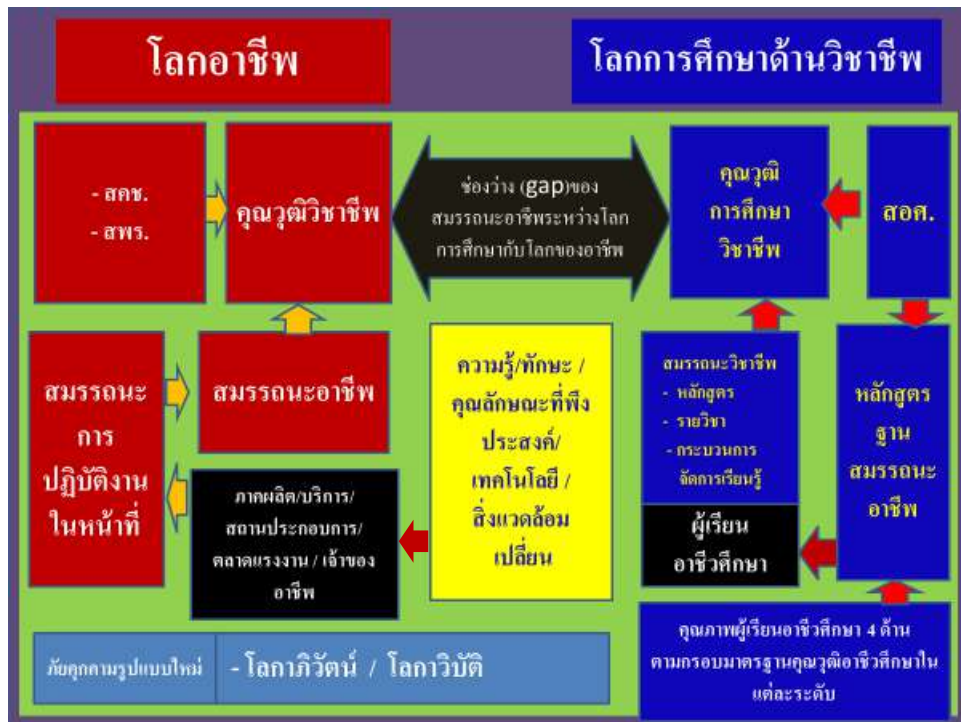 โลกอาชีพ
โลกการศึกษาด้านวิชาชีพ
- สคช.
- สพร.
คุณวุฒิวิชาชีพ
ช่องว่าง (gap)ของ
สมรรถนะอาชีพระหว่างโลก
การศึกษากับโลกของอาชีพ
คุณวุฒิ
การศึกษา
วิชาชีพ
สอศ.
สมรรถนะ
การ
ปฏิบัติงาน
ในหน้าที่
สมรรถนะอาชีพ
ภาคผลิต/บริการ/
สถานประกอบการ/
ตลาดแรงงาน / เจ้าของ
อาชีพ
ความรู้/ทักษะ /
คุณลักษณะที่พึง
ประสงค์/
เทคโนโลยี /
สิ่งแวดล้อม
เปลี่ยน
สมรรถนะวิชาชีพ
- หลักสูตร
- รายวิชา
- กระบวนการ
จัดการเรียนรู้
ผู้เรียน
อาชีวศึกษา
หลักสูตร
ฐาน
สมรรถนะ
อาชีพ
คุณภาพผู้เรียนอาชีวศึกษา 4 ด้าน
ตามกรอบมาตรฐานคุณวุฒิอาชีวศึกษาใน
แต่ละระดับ
ภัยคุกคามรูปแบบใหม่
- โลกาภิวัตน์ / โลกาวิบัติ